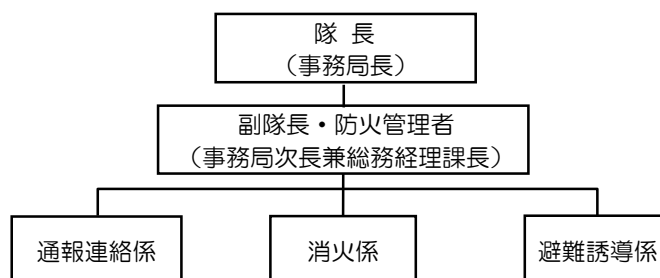 隊 長
（事務局長）
副隊長・防火管理者
（事務局次長兼総務経理課長）
通報連絡係
消火係
避難誘導係